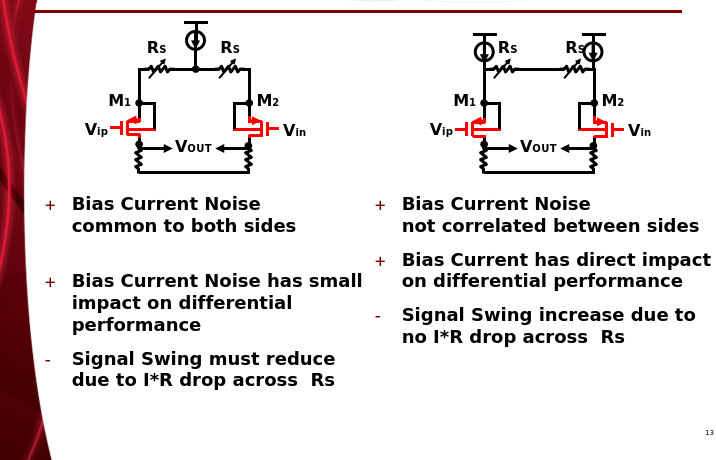 RS RS
M1 M2
Vip VOUT Vin
RS RS
M1 M2
Vip VOUT Vin
+ Bias Current Noise
common to both sides
+ Bias Current Noise has small
impact on differential
performance
- Signal Swing must reduce
due to I*R drop across  Rs
+ Bias Current Noise
not correlated between sides
+ Bias Current has direct impact
on differential performance
- Signal Swing increase due to
no I*R drop across  Rs
13